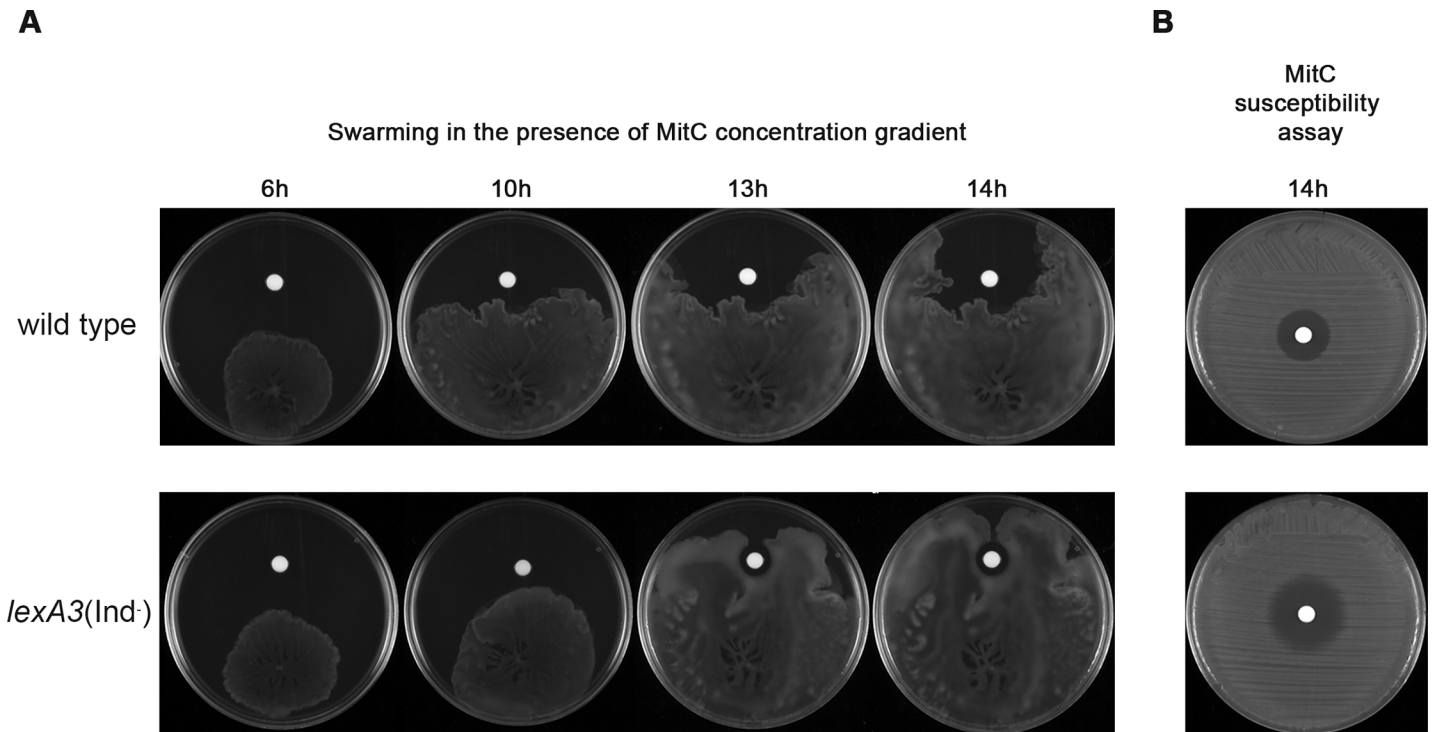 A
B
MitC
susceptibility
assay
Swarming in the presence of MitC concentration gradient
6h
10h
13h
14h
14h
wild type
lexA3(Ind-)